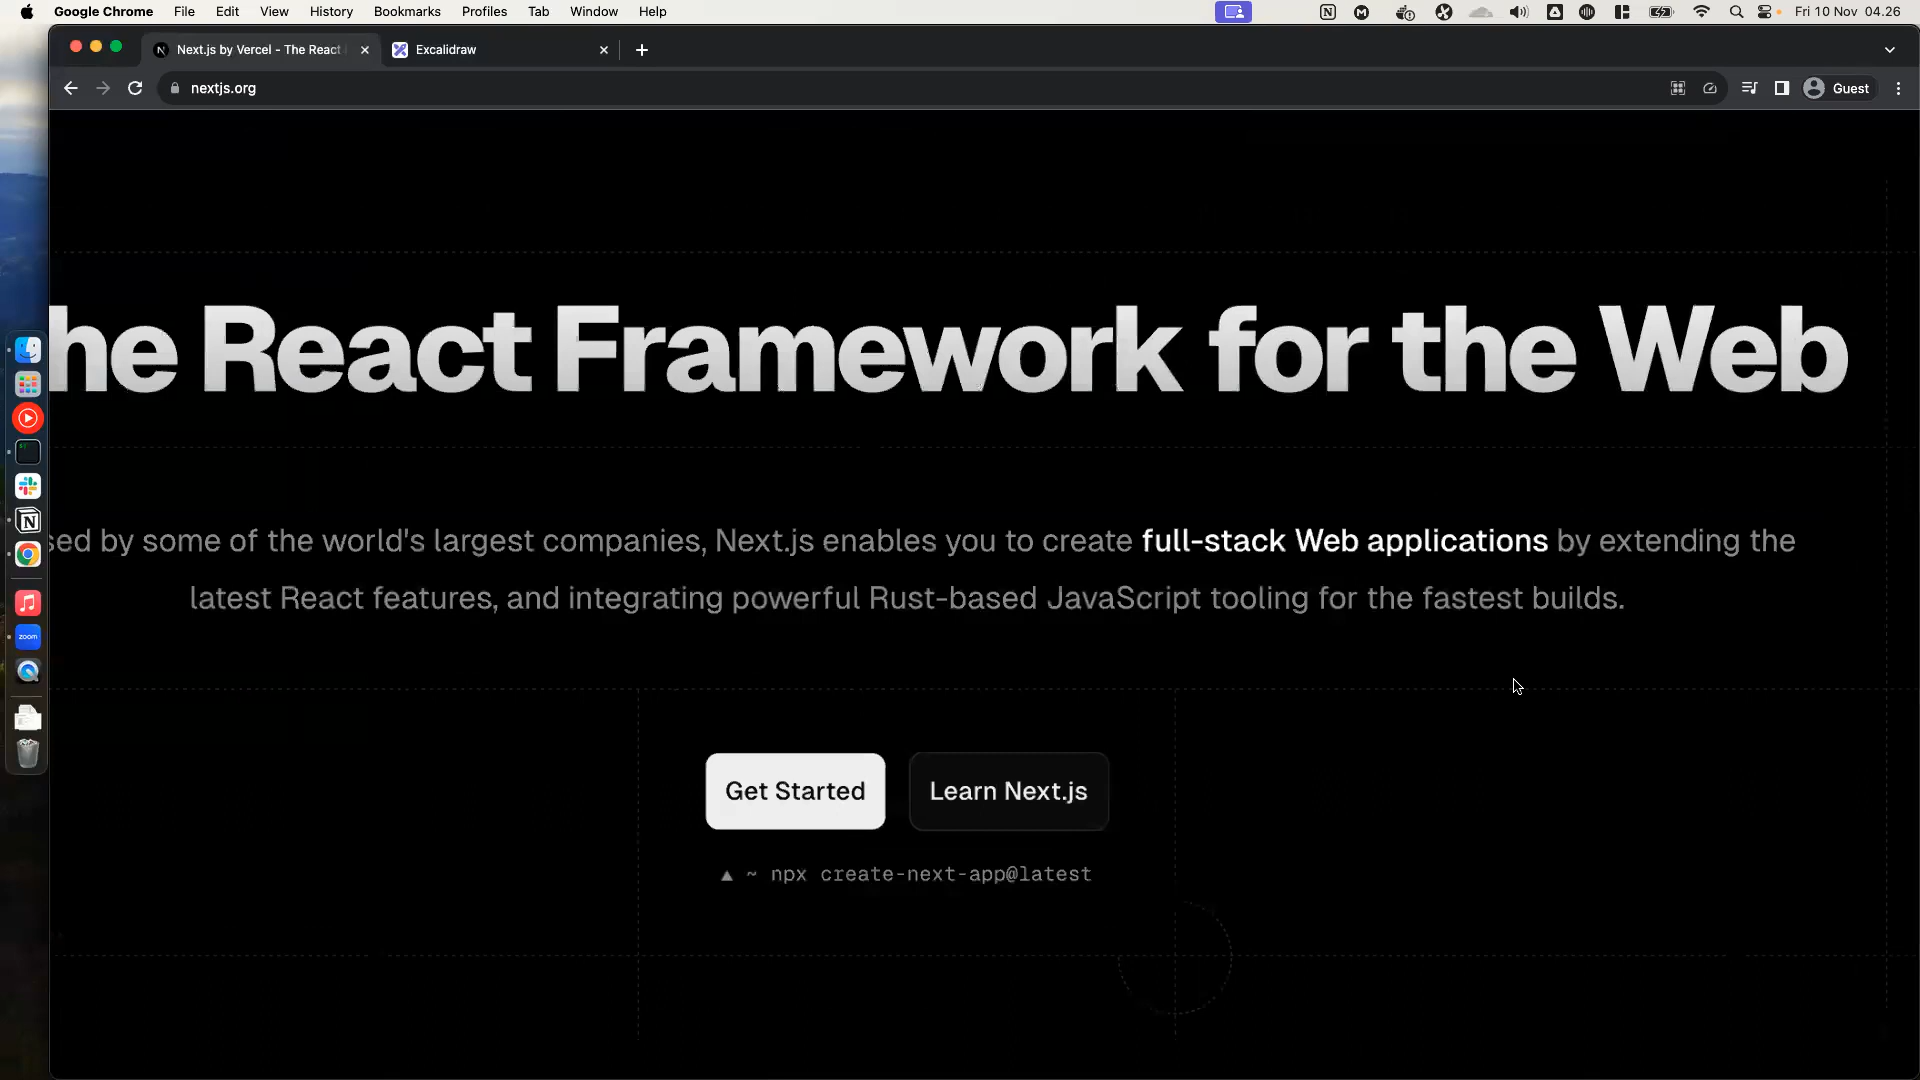 Google Chrome File Edit View History Bookmarks Profiles Tab Window Help Fri 10 Nov 04.26
Next.js by Vercel - The React Excalidraw
nextjs.org Guest
he React Framework for the Web
sed by some of the world's largest companies, Next.js enables you to create full-stack Web applications by extending the
latest React features, and integrating powerful Rust-based JavaScript tooling for the fastest builds.
zoom
Get Started Learn Next.js
▲ ~ npx create-next-app@latest